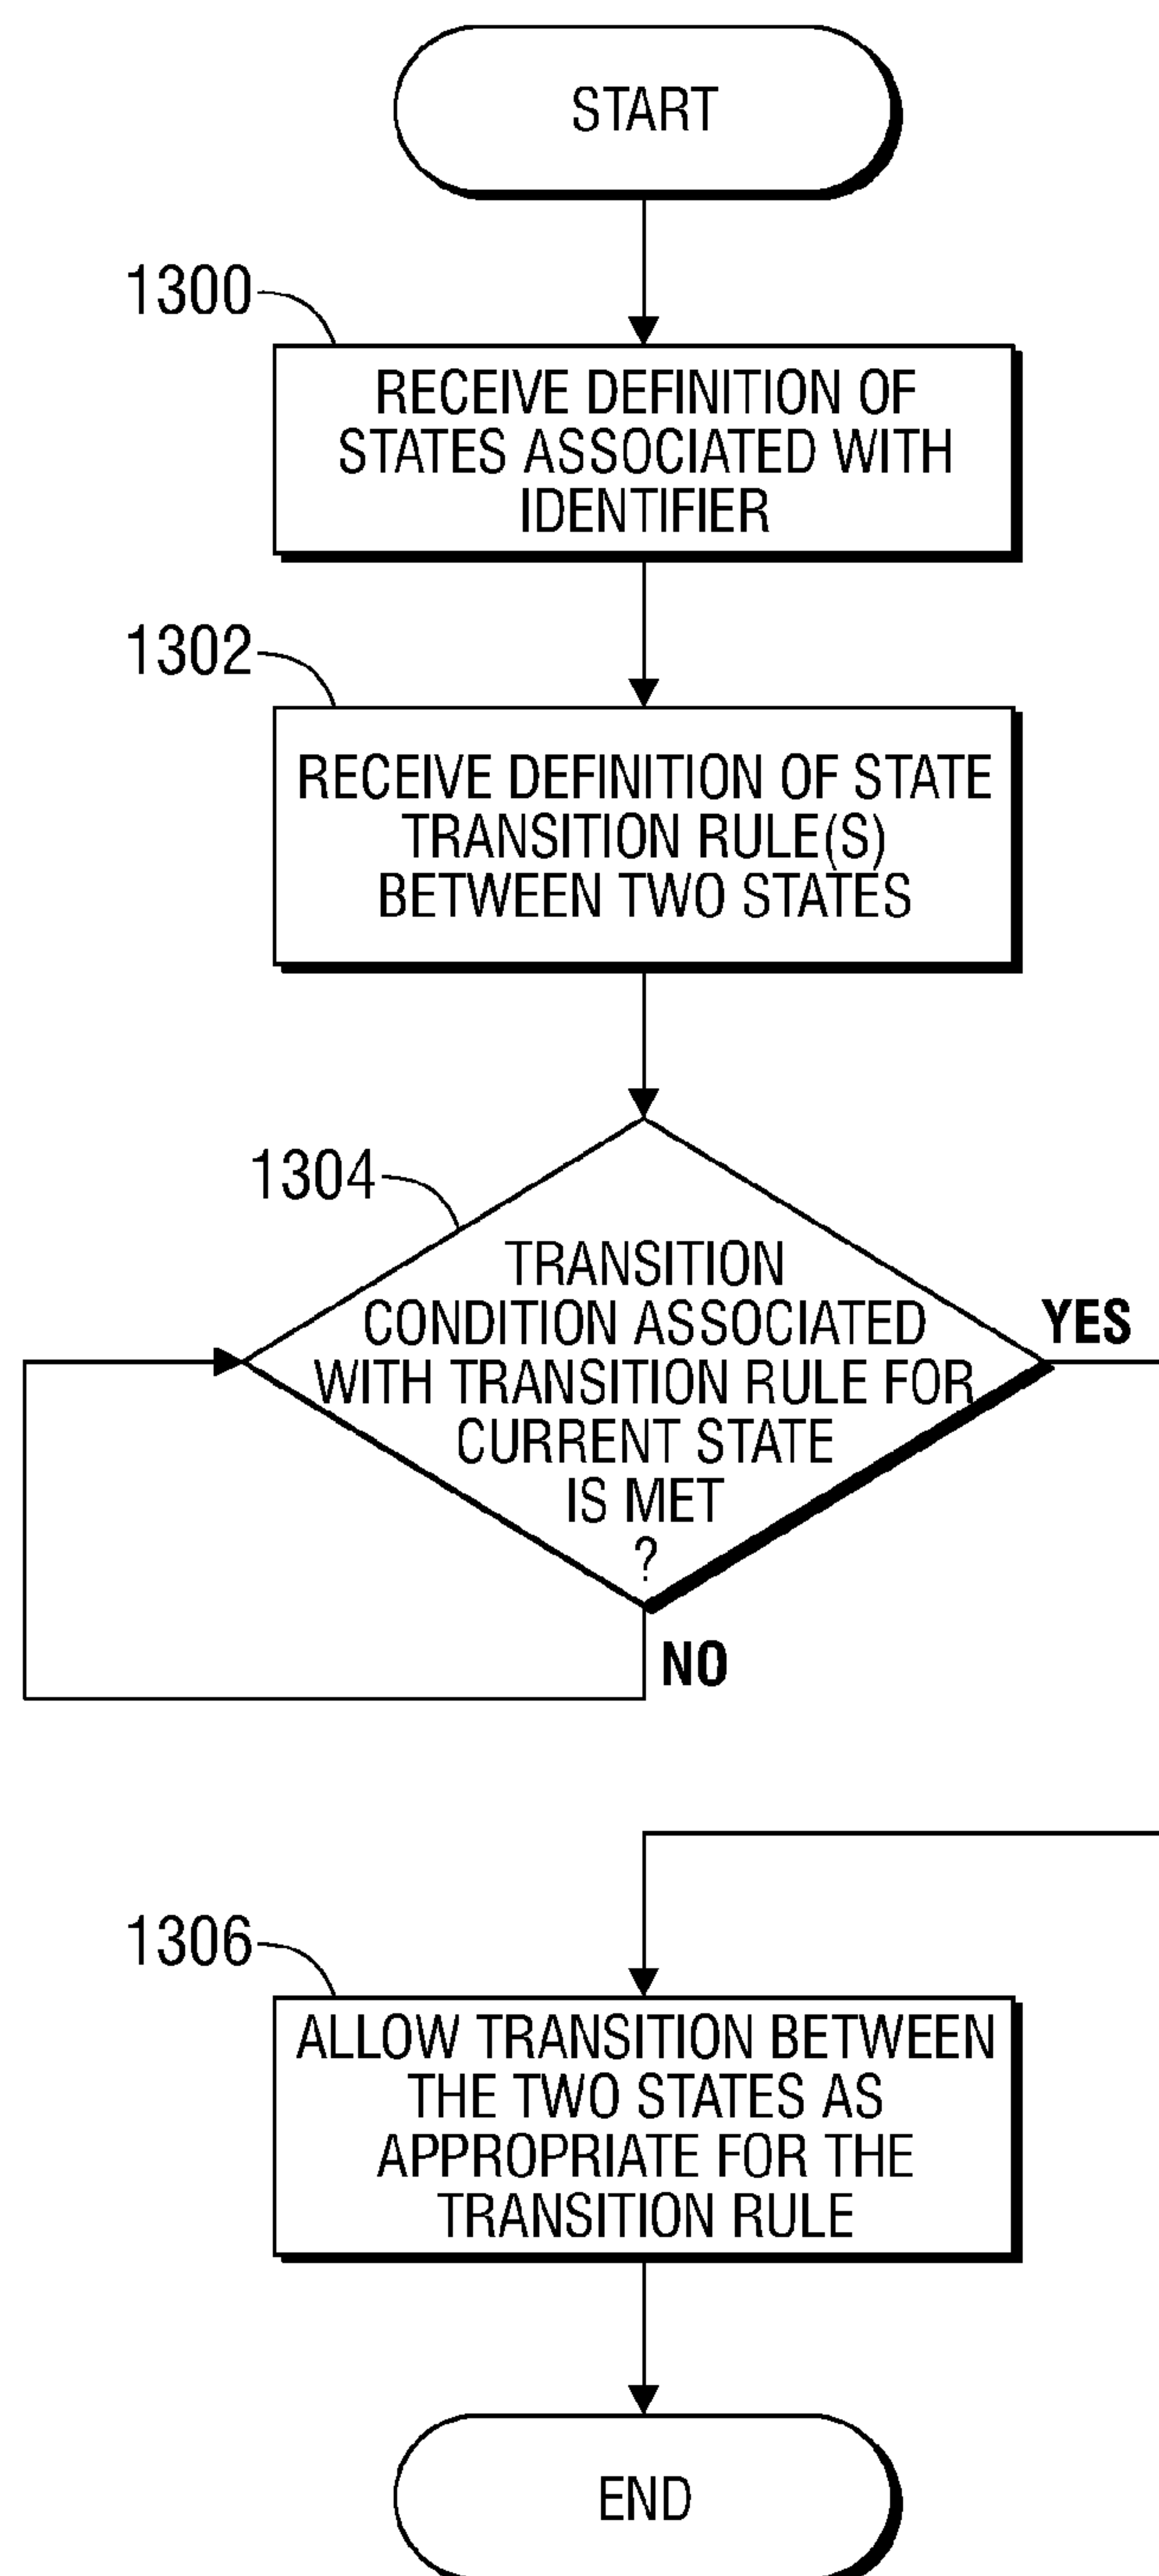 START
1300
RECEIVE DEFINITION OF
STATES ASSOCIATED WITH
IDENTIFIER
1302
RECEIVE DEFINITION OF STATE
TRANSITION RULE(S)
BETWEEN TWO STATES
1304
TRANSITION
CONDITION ASSOCIATED
WITH TRANSITION RULE FOR
CURRENT STATE
IS MET
?
YES
NO
1306
ALLOW TRANSITION BETWEEN
THE TWO STATES AS
APPROPRIATE FOR THE
TRANSITION RULE
END